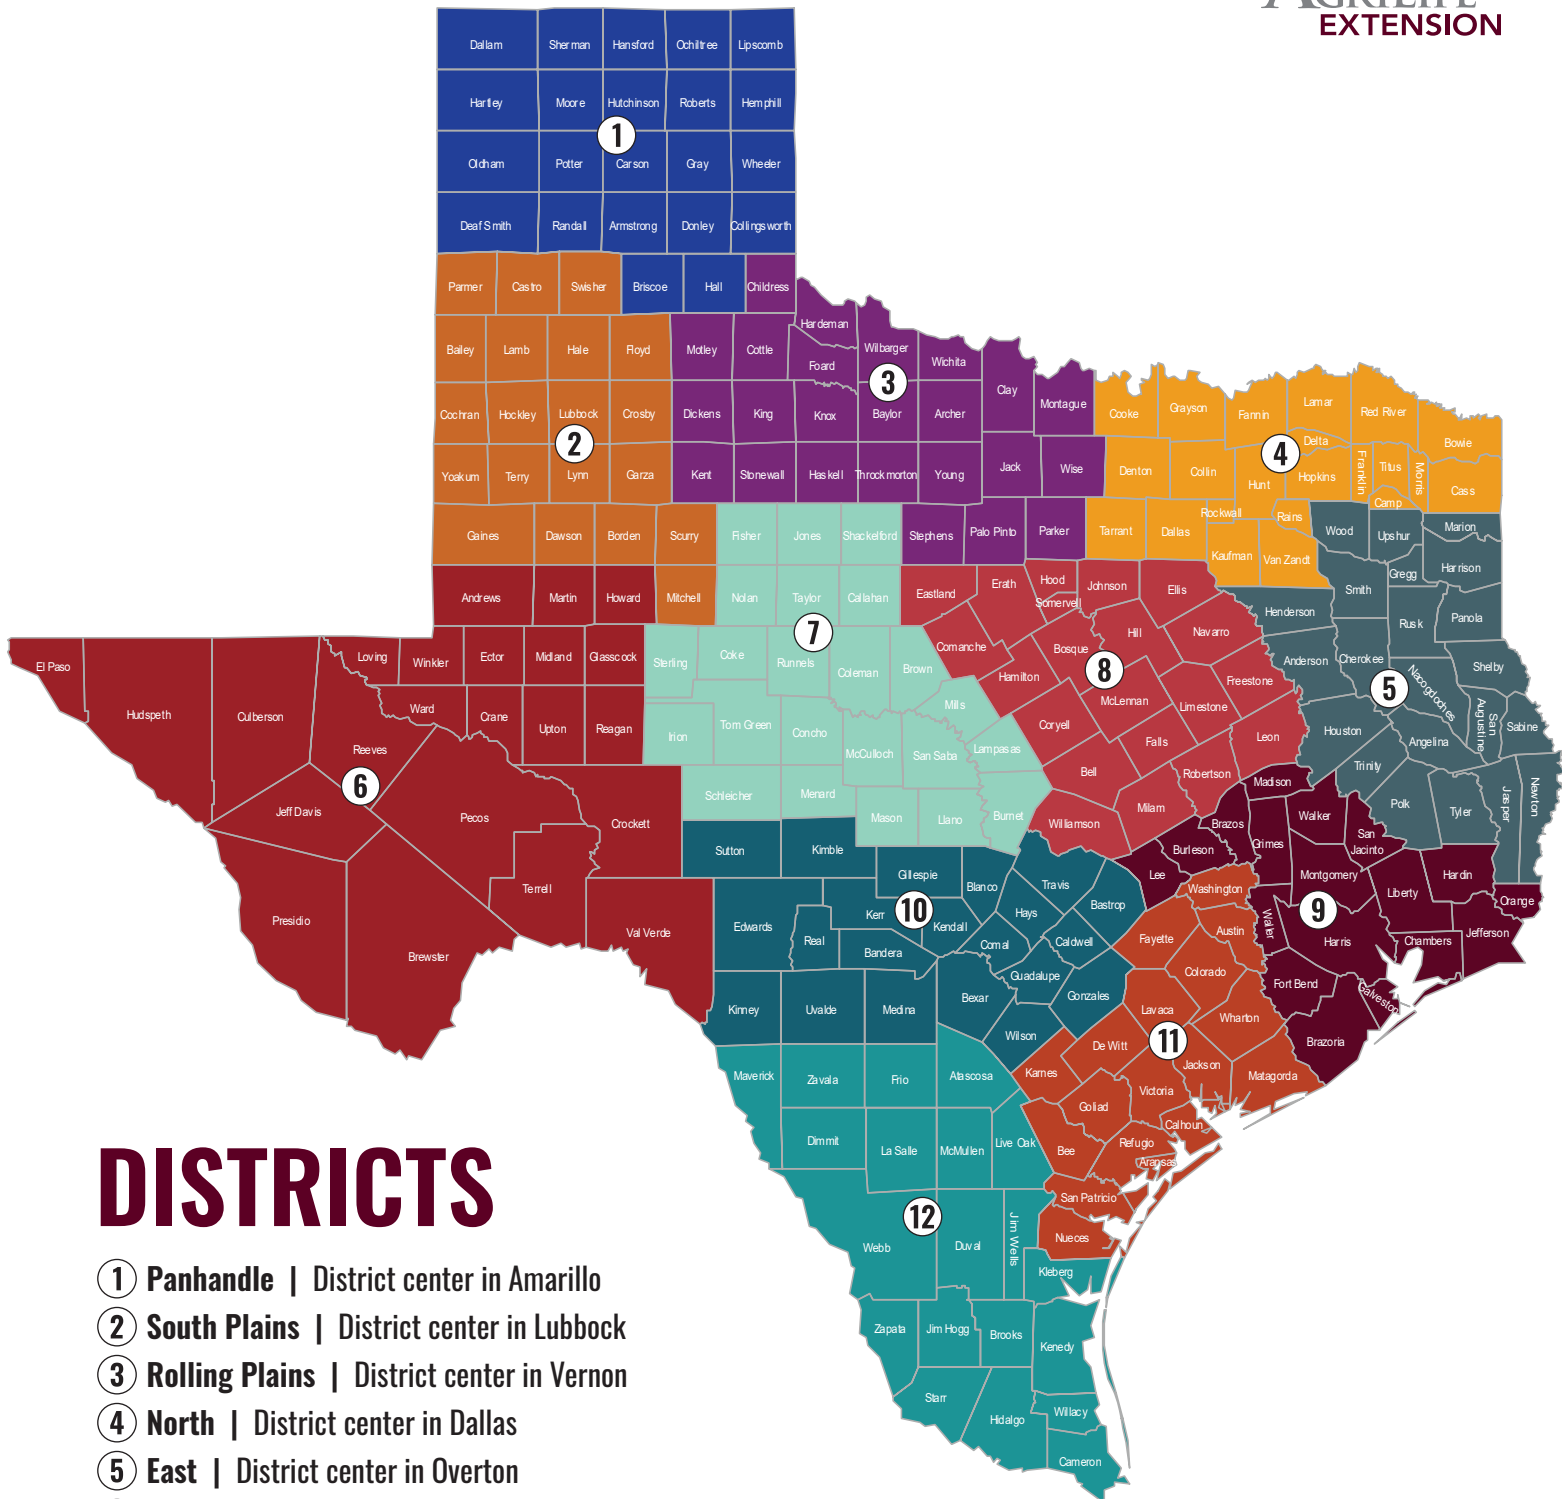 AGRILIFE
EXTENSION
Dallam Sherman Hansford Ochiltree Lipscomb
Hartley Moore Hutchinson Roberts Hemphill
1
Oldham Potter Carson Gray Wheeler
Deaf Smith Randall Armstrong Donley Collingsworth
Parmer Castro Swisher Briscoe Hall Childress
Hardeman
Bailey Lamb Hale Floyd Motley Cottle Foard Wilbarger Wichita
3
Clay Montague
Cochran Hockley Lubbock Crosby Dickens King Knox Baylor Archer
2
Cooke Grayson Fannin Lamar Red River Bowie
Delta
4
Yoakum Terry Lynn Garza Kent Stonewall Haskell Throckmorton Young Jack Wise
Denton Collin Hunt Hopkins Franklin Titus Morris Cass
Camp
Rockwall Rains
Gaines Dawson Borden Scurry Fisher Jones Shackelford Stephens Palo Pinto Parker Tarrant Dallas
Kaufman Van Zandt
Wood Upshur Marion
Gregg Harrison
Andrews Martin Howard Mitchell Nolan Taylor Callahan Eastland Erath Hood Johnson Ellis
Somervell
Henderson Smith Rusk Panola
7
El Paso Hudspeth Culberson Loving Winkler Ector Midland Glasscock Sterling Coke Runnels Coleman Brown Comanche Bosque Hill Navarro
8
Anderson Cherokee Nacogdoches Shelby
5
Hamilton McLennan Limestone Freestone
Ward Crane Upton Reagan Irion Tom Green Concho McCulloch San Saba Mills Lampasas Coryell Falls Leon
Houston Angelina San
Augustine Sabine
Reeves
6
Jeff Davis Pecos Crockett Schleicher Menard Mason Llano Burnet Bell Milam Robertson Williamson
Madison Trinity Polk Tyler Jasper Newton
Brazos Walker San
Jacinto
Burleson Grimes
Sutton Kimble Gillespie Blanco Travis Lee Washington Montgomery Liberty Hardin Orange
Presidio Brewster Terrell Val Verde Edwards Real Kerr Kendall Bandera Hays Bastrop
10
9
Comal Caldwell Fayette Austin Waller Harris Chambers Jefferson
Guadalupe Colorado Fort Bend Galveston
Kinney Uvalde Medina Bexar Gonzales Lavaca Wharton Brazoria
Wilson De Witt
11
Maverick Zavala Frio Atascosa Karnes Jackson Matagorda
Victoria
Goliad
Calhoun
Dimmit La Salle McMullen Live Oak Bee Refugio
Aransas
San Patricio
12
Webb Duval Jim Wells Nueces
Kleberg
Zapata Jim Hogg Brooks Kenedy
Starr Hidalgo Willacy
Cameron
DISTRICTS
1 Panhandle | District center in Amarillo
2 South Plains | District center in Lubbock
3 Rolling Plains | District center in Vernon
4 North | District center in Dallas
5 East | District center in Overton